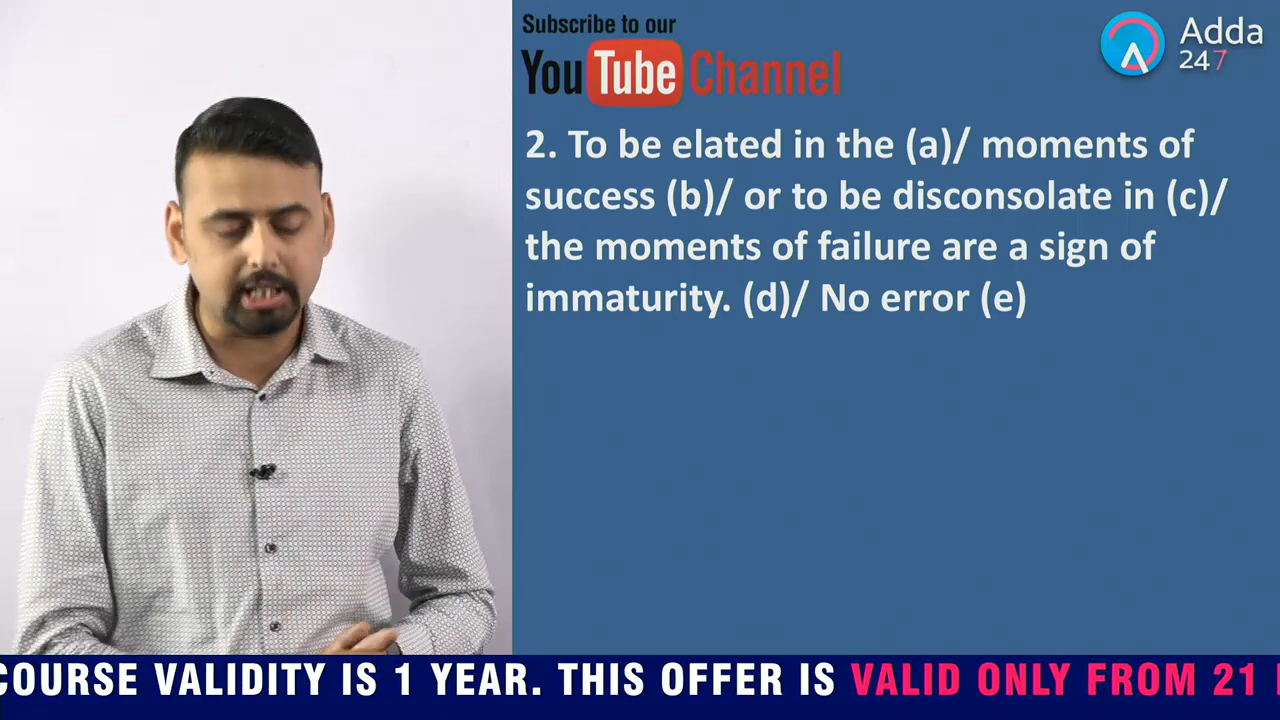 Subscribe to our
YouTube Channel
Adda
247
2. To be elated in the (a)/ moments of
success (b)/ or to be disconsolate in (c)/
the moments of failure are a sign of
immaturity. (d)/ No error (e)
COURSE VALIDITY IS 1 YEAR. THIS OFFER IS VALID ONLY FROM 21